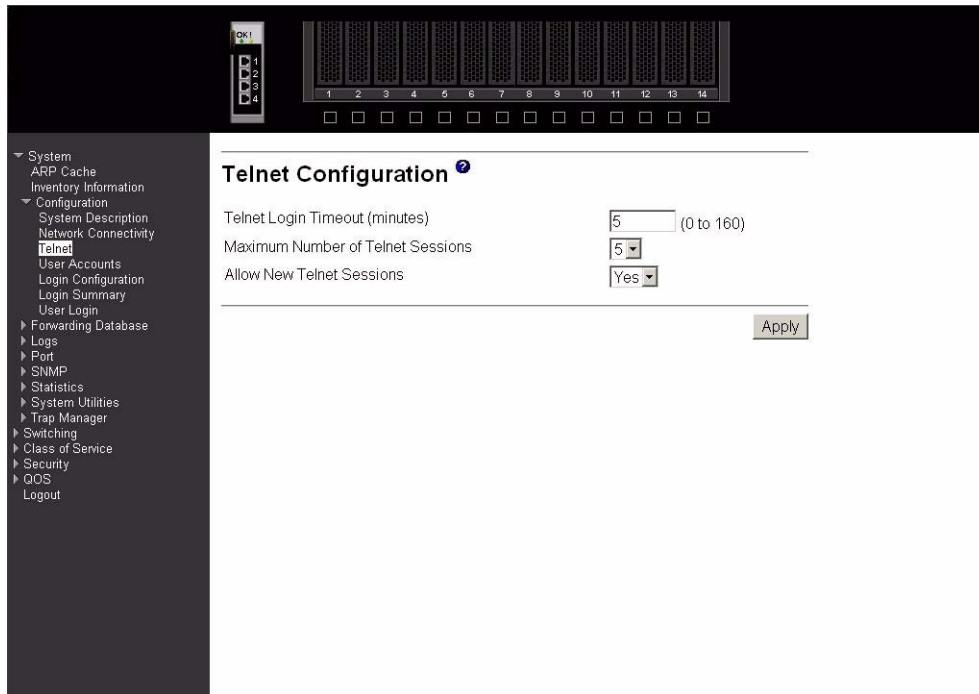 OK!
1
2
3
4
1 2 3 4 5 6 7 8 9 10 11 12 13 14
System
ARP Cache
Inventory Information
Configuration
System Description
Network Connectivity
Telnet
User Accounts
Login Configuration
Login Summary
User Login
Forwarding Database
Logs
Port
SNMP
Statistics
System Utilities
Trap Manager
Switching
Class of Service
Security
QOS
Logout
Telnet Configuration ?
Telnet Login Timeout (minutes) 5 (0 to 160)
Maximum Number of Telnet Sessions 5
Allow New Telnet Sessions Yes
Apply